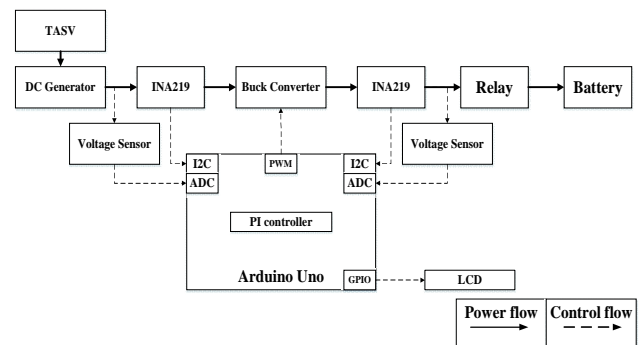 TASV
DC Generator
INA219
Buck Converter
INA219
Relay
Battery
Voltage Sensor
Voltage Sensor
I2C
PWM
I2C
ADC
ADC
PI controller
Arduino Uno
GPIO
LCD
Power flow
Control flow